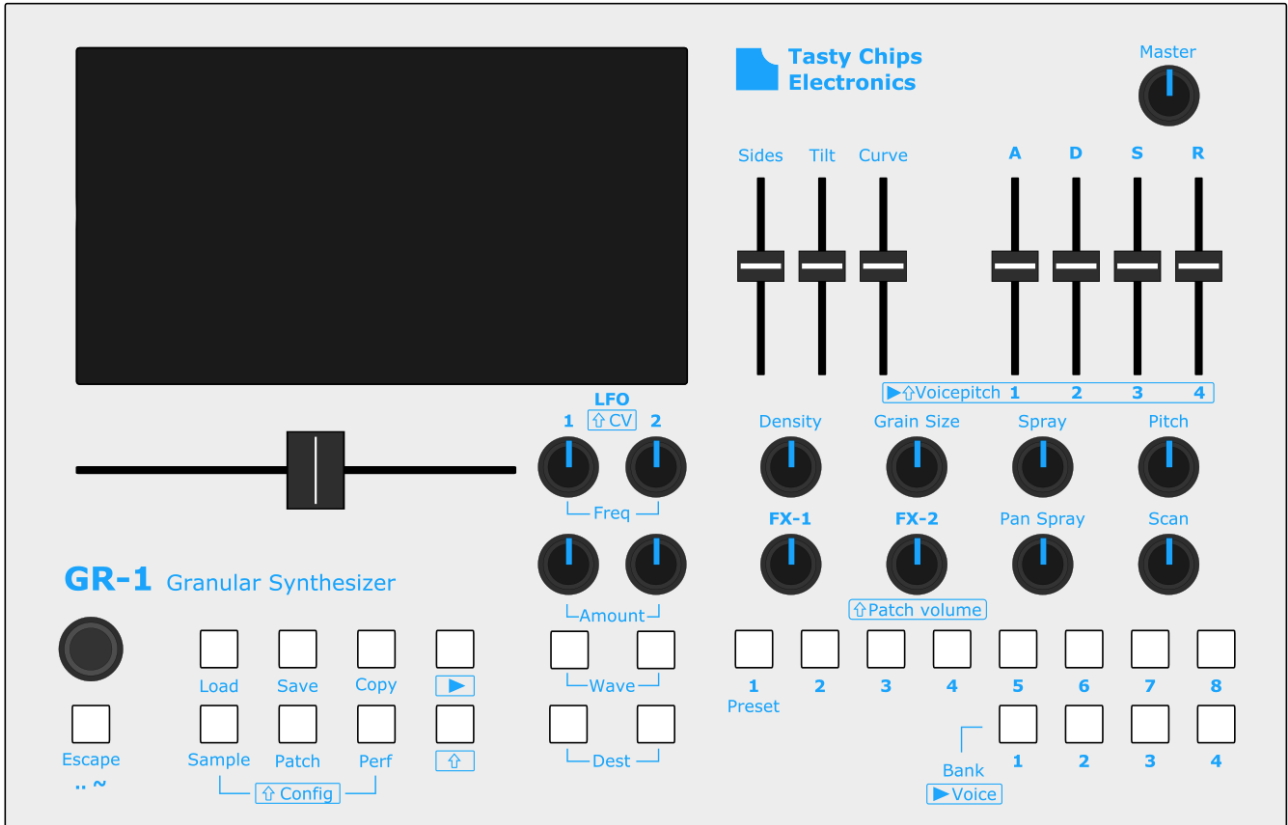 Tasty Chips
Electronics
Master
Sides Tilt Curve A D S R
▶⇧Voicepitch 1 2 3 4
LFO
1 ⇧ CV 2
Density Grain Size Spray Pitch
Freq
FX-1 FX-2 Pan Spray Scan
GR-1 Granular Synthesizer
Amount
⇧Patch volume
Load Save Copy ▶
Wave
1 2 3 4 5 6 7 8
Preset
Escape Sample Patch Perf ⇧
Dest
1 2 3 4
Bank
.. ~
⇧ Config
▶Voice